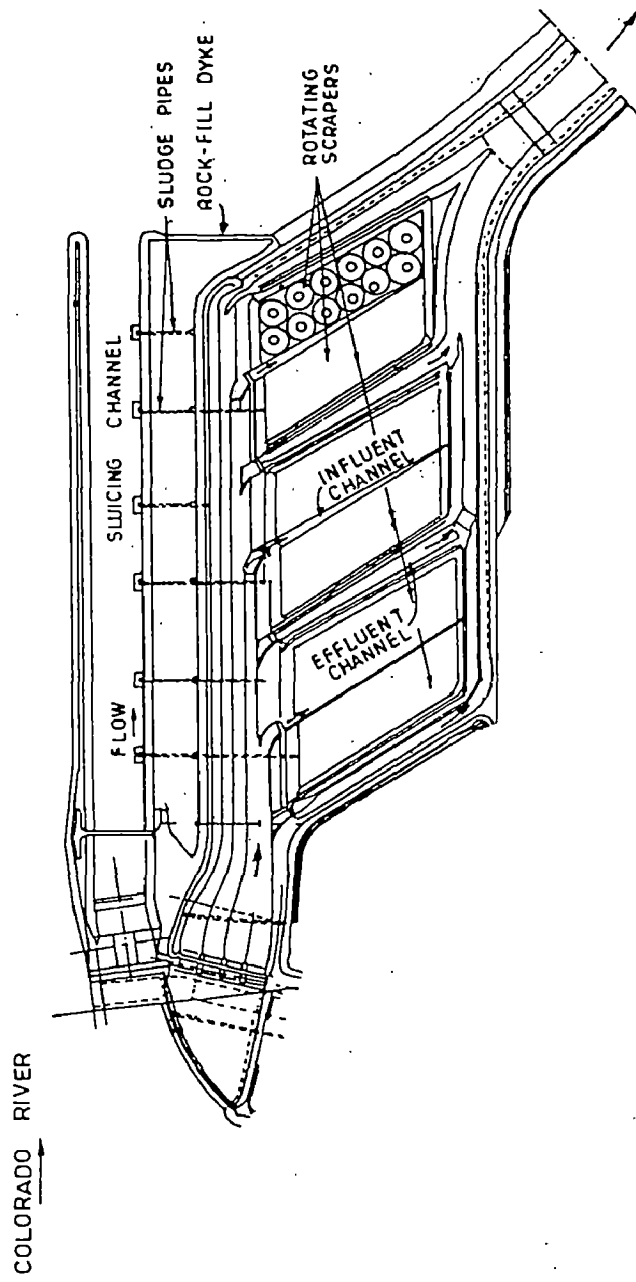 COLORADO RIVER
FLOW
SLUICING CHANNEL
SLUDGE PIPES
ROCK-FILL DYKE
ROTATING
SCRAPERS
INFLUENT
CHANNEL
EFFLUENT
CHANNEL